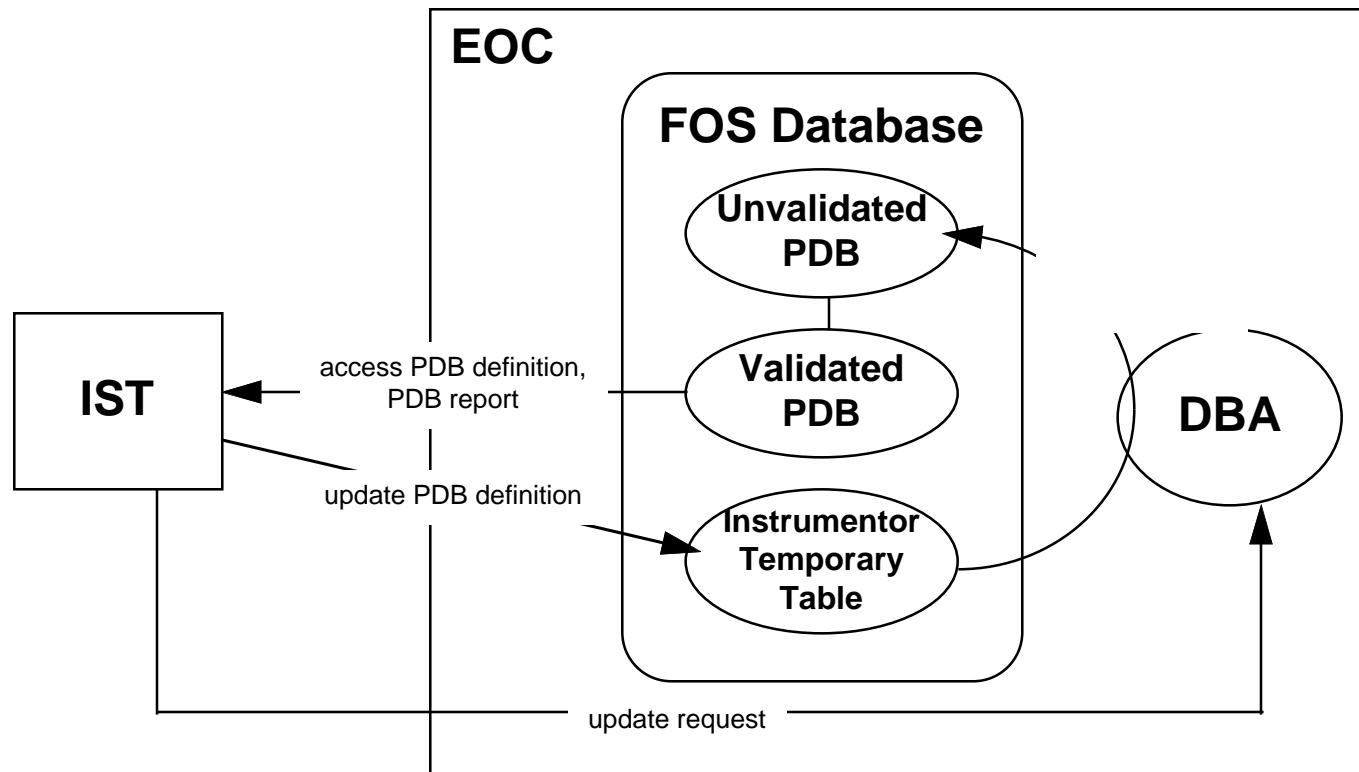 EOC
FOS Database
Unvalidated
PDB
access PDB definition,
PDB report
IST
Validated
PDB
DBA
update PDB definition
Instrumentor
Temporary
Table
update request